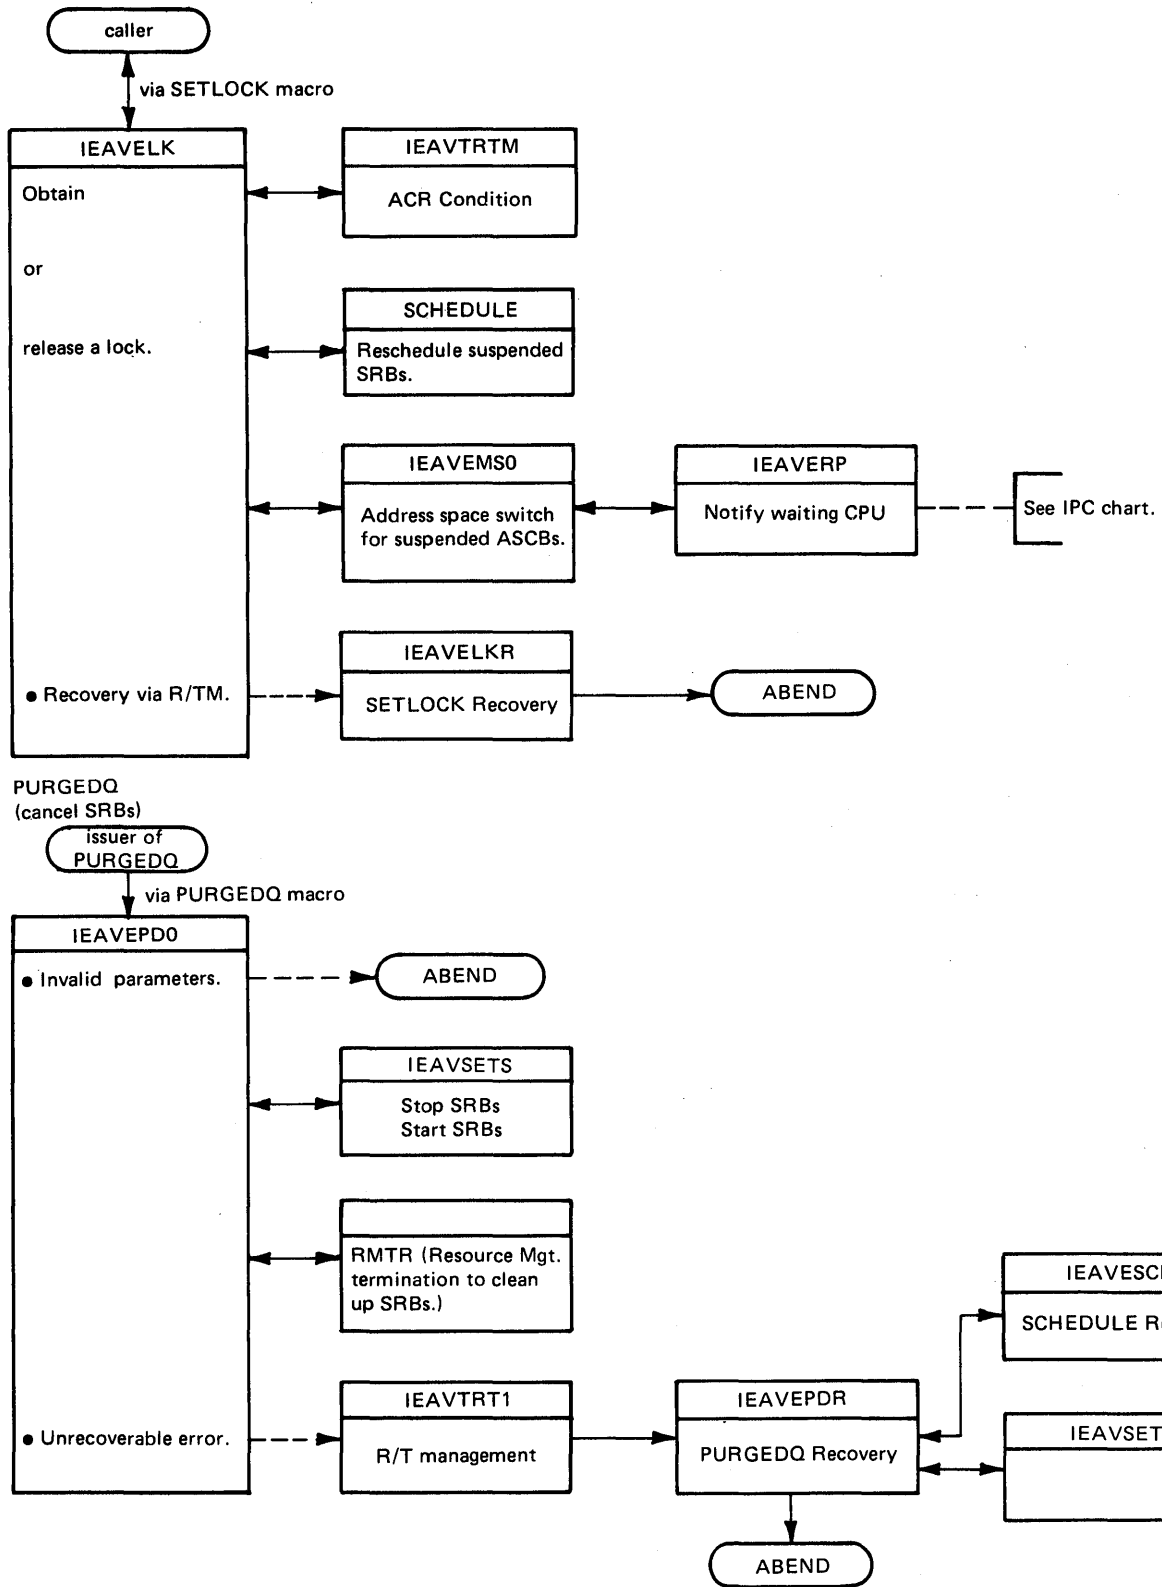 caller
via SETLOCK macro
IEAVELK
Obtain
or
release a lock.
• Recovery via R/TM.
IEAVTRTM
ACR Condition
SCHEDULE
Reschedule suspended
SRBs.
IEAVEMS0
Address space switch
for suspended ASCBs.
IEAVERP
Notify waiting CPU
See IPC chart.
IEAVELKR
SETLOCK Recovery
ABEND
PURGEDQ
(cancel SRBs)
issuer of
PURGEDQ
via PURGEDQ macro
IEAVEPD0
• Invalid parameters.
ABEND
IEAVSETS
Stop SRBs
Start SRBs
RMTR (Resource Mgt.
termination to clean
up SRBs.)
• Unrecoverable error.
IEAVTRT1
R/T management
IEAVEPDR
PURGEDQ Recovery
IEAVESC
SCHEDULE R
IEAVSET
ABEND